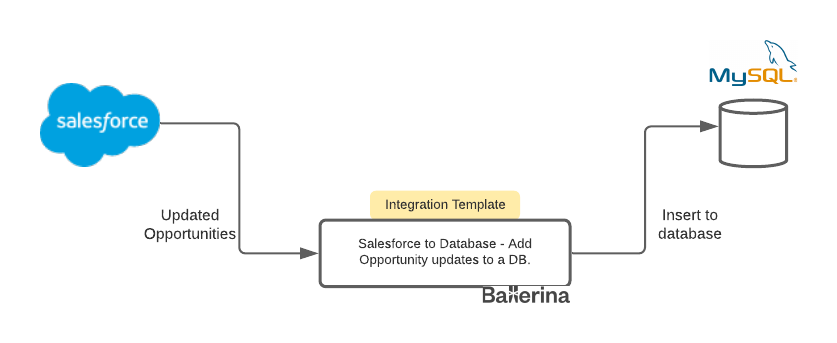 MySQL
salesforce
Integration Template
Updated
Opportunities
Insert to
database
Salesforce to Database - Add
Opportunity updates to a DB.
Ballerina